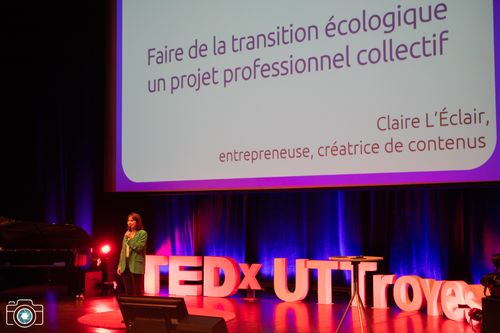 Faire de la transition écologique
un projet professionnel collectif
Claire L'Éclair,
entrepreneuse, créatrice de contenus
TEDx UTTroyes